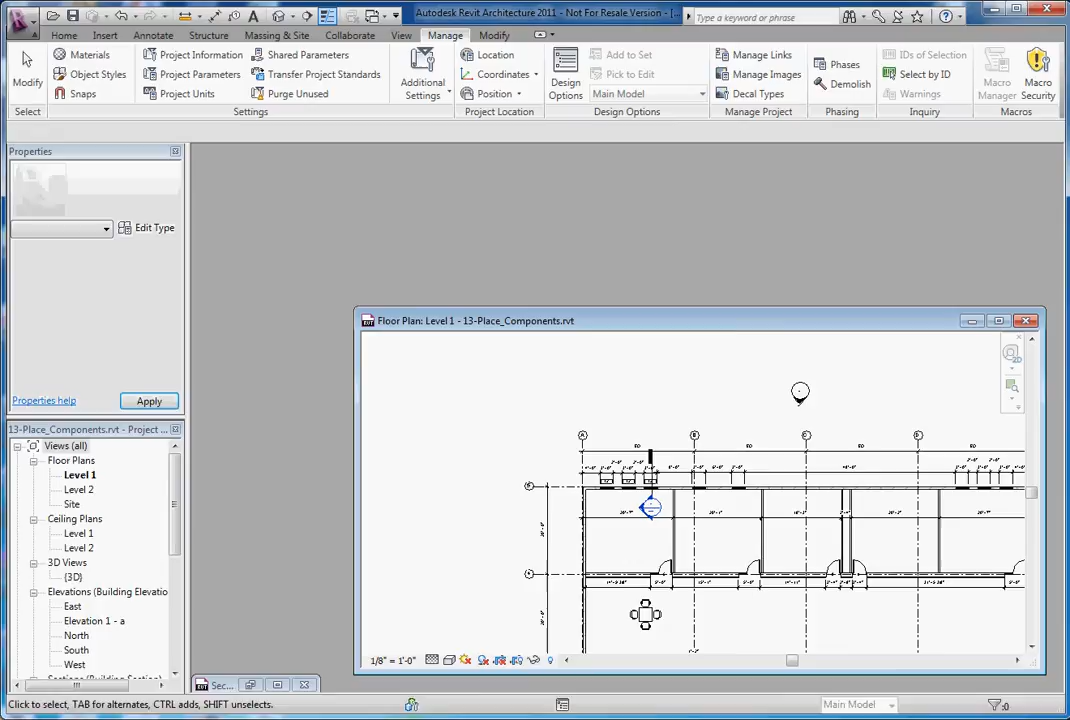 Autodesk Revit Architecture 2011 - Not For Resale Version - [...
Type a keyword or phrase
Home Insert Annotate Structure Massing & Site Collaborate View Manage Modify
Materials Project Information Shared Parameters Location Add to Set Manage Links IDs of Selection
Phases
Object Styles Project Parameters Transfer Project Standards Coordinates Pick to Edit Manage Images Select by ID
Modify Additional Settings Design Options Demolish Macro Manager Macro Security
Snaps Project Units Purge Unused Position Main Model Decal Types Warnings
Select Settings Project Location Design Options Manage Project Phasing Inquiry Macros
Properties
Edit Type
Properties help Apply
13-Place_Components.rvt - Project ...
Views (all)
Floor Plans
Level 1
Level 2
Site
Ceiling Plans
Level 1
Level 2
3D Views
{3D}
Elevations (Building Elevatio
East
Elevation 1 - a
North
South
West
Sections (Building Section)
Floor Plan: Level 1 - 13-Place_Components.rvt
2D
A B C D
1/8" = 1'-0"
Sec...
Click to select, TAB for alternates, CTRL adds, SHIFT unselects.
Main Model
:0